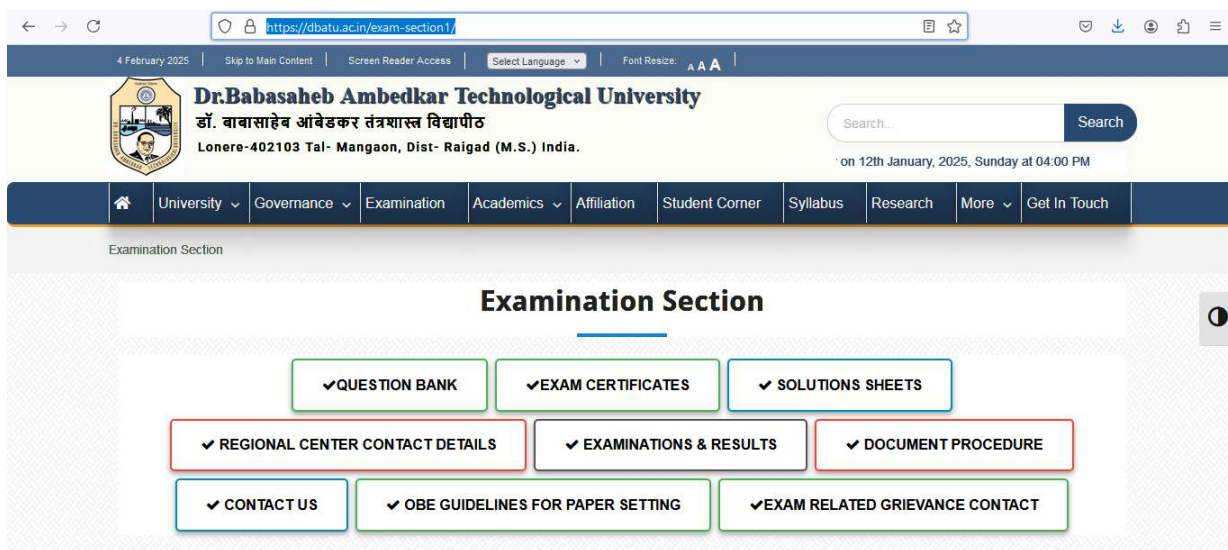 https://dbatu.ac.in/exam-section1/
4 February 2025 Skip to Main Content Screen Reader Access Select Language Font Resize: A A A
Dr.Babasaheb Ambedkar Technological University
डॉ. बाबासाहेब आंबेडकर तंत्रशास्त्र विद्यापीठ
Lonere-402103 Tal- Mangaon, Dist- Raigad (M.S.) India.
Search... Search
on 12th January, 2025, Sunday at 04:00 PM
University Governance Examination Academics Affiliation Student Corner Syllabus Research More Get In Touch
Examination Section
Examination Section
QUESTION BANK EXAM CERTIFICATES SOLUTIONS SHEETS
REGIONAL CENTER CONTACT DETAILS EXAMINATIONS & RESULTS DOCUMENT PROCEDURE
CONTACT US OBE GUIDELINES FOR PAPER SETTING EXAM RELATED GRIEVANCE CONTACT